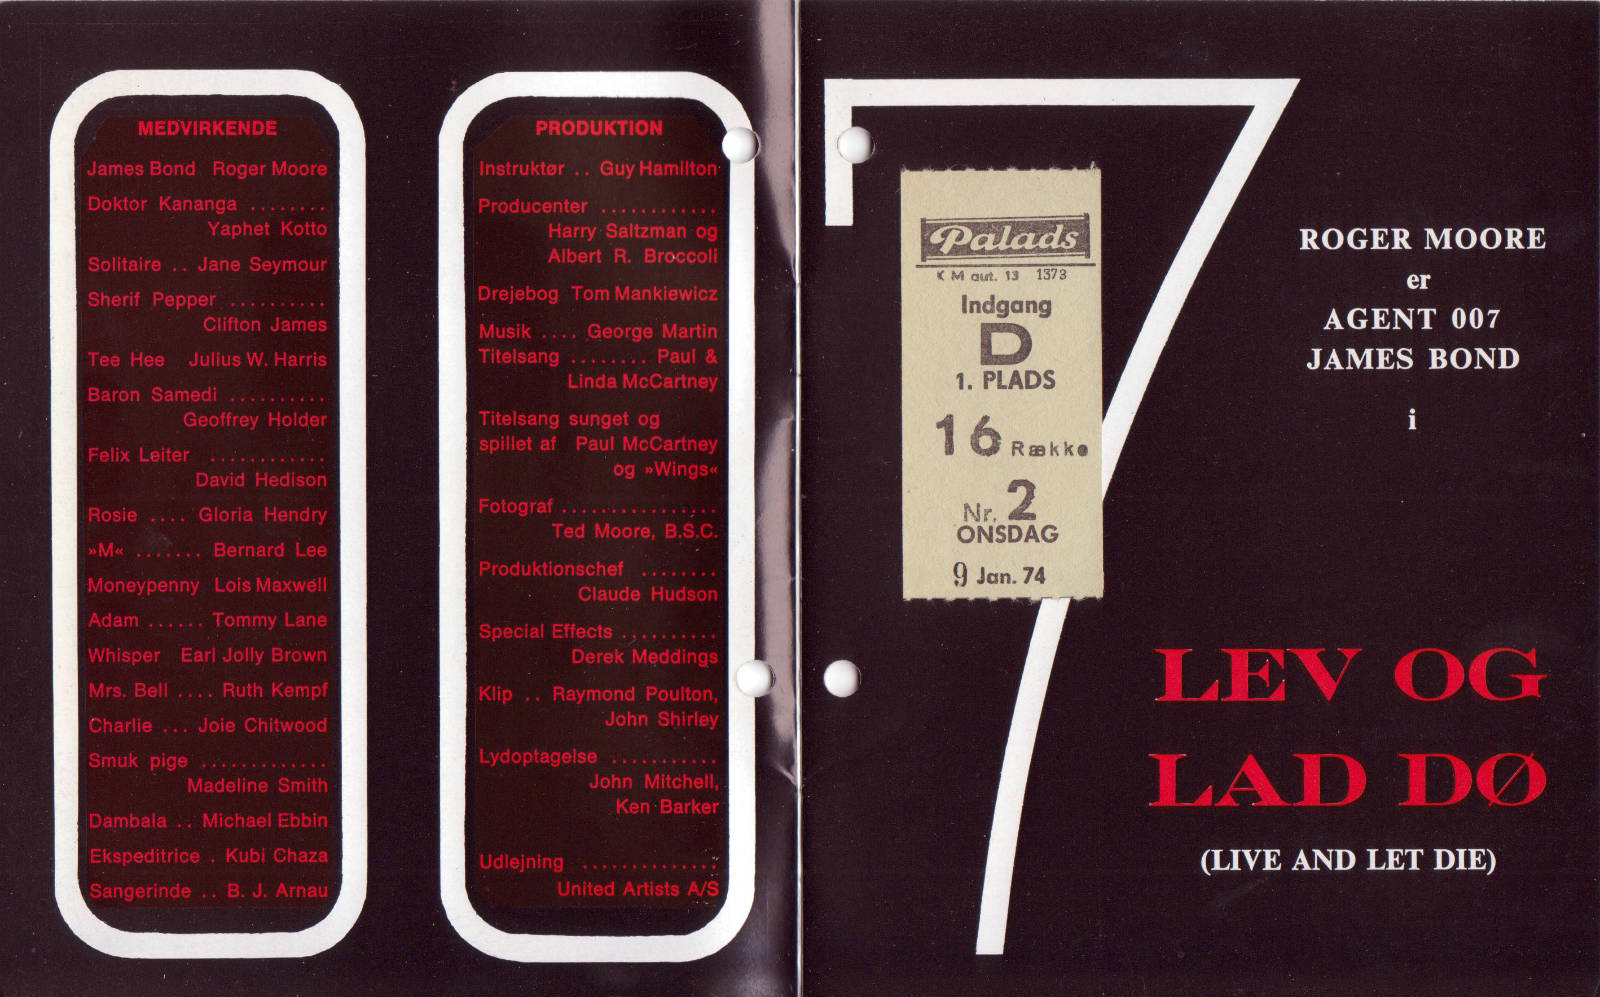 MEDVIRKENDE
James Bond Roger Moore
Doktor Kananga ........
Yaphet Kotto
Solitaire .. Jane Seymour
Sherif Pepper ..........
Clifton James
Tee Hee Julius W. Harris
Baron Samedi ..........
Geoffrey Holder
Felix Leiter ............
David Hedison
Rosie .... Gloria Hendry
»M« ....... Bernard Lee
Moneypenny Lois Maxwell
Adam ...... Tommy Lane
Whisper Earl Jolly Brown
Mrs. Bell .... Ruth Kempf
Charlie ... Joie Chitwood
Smuk pige .............
Madeline Smith
Dambala .. Michael Ebbin
Ekspeditrice . Kubi Chaza
Sangerinde .. B. J. Arnau
PRODUKTION
Instruktør .. Guy Hamilton
Producenter ............
Harry Saltzman og
Albert R. Broccoli
Drejebog Tom Mankiewicz
Musik .... George Martin
Titelsang ........ Paul &
Linda McCartney
Titelsang sunget og
spillet af Paul McCartney
og »Wings«
Fotograf ................
Ted Moore, B.S.C.
Produktionschef ........
Claude Hudson
Special Effects ..........
Derek Meddings
Klip .. Raymond Poulton,
John Shirley
Lydoptagelse ...........
John Mitchell,
Ken Barker
Udlejning ..............
United Artists A/S
7
Palads
K M aut. 13 1373
Indgang
D
1. PLADS
16 Række
Nr. 2
ONSDAG
9 Jan. 74
ROGER MOORE
er
AGENT 007
JAMES BOND
i
LEV OG
LAD DØ
(LIVE AND LET DIE)